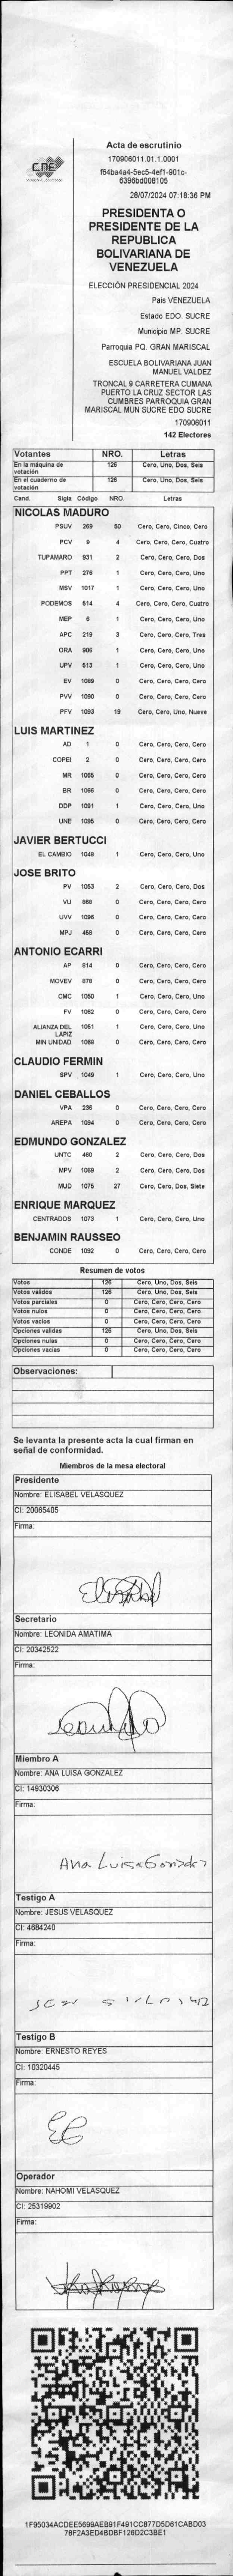 CNE
Acta de escrutinio
170906011.01.1.0001
f64ba4a4-5ec5-4ef1-901c-
6396bd008105
28/07/2024 07:18:36 PM
PRESIDENTA O
PRESIDENTE DE LA
REPUBLICA
BOLIVARIANA DE
VENEZUELA
ELECCIÓN PRESIDENCIAL 2024
Pais VENEZUELA
Estado EDO. SUCRE
Municipio MP. SUCRE
Parroquia PQ. GRAN MARISCAL
ESCUELA BOLIVARIANA JUAN
MANUEL VALDEZ
TRONCAL 9 CARRETERA CUMANA
PUERTO LA CRUZ SECTOR LAS
CUMBRES PARROQUIA GRAN
MARISCAL MUN SUCRE EDO SUCRE
170906011
142 Electores
Votantes NRO. Letras
En la máquina de votación 126 Cero, Uno, Dos, Seis
En el cuaderno de votación 126 Cero, Uno, Dos, Seis
Cand. Sigla Código NRO. Letras
NICOLAS MADURO
PSUV 269 50 Cero, Cero, Cinco, Cero
PCV 9 4 Cero, Cero, Cero, Cuatro
TUPAMARO 931 2 Cero, Cero, Cero, Dos
PPT 276 1 Cero, Cero, Cero, Uno
MSV 1017 1 Cero, Cero, Cero, Uno
PODEMOS 514 4 Cero, Cero, Cero, Cuatro
MEP 6 1 Cero, Cero, Cero, Uno
APC 219 3 Cero, Cero, Cero, Tres
ORA 906 1 Cero, Cero, Cero, Uno
UPV 513 1 Cero, Cero, Cero, Uno
EV 1089 0 Cero, Cero, Cero, Cero
PVV 1090 0 Cero, Cero, Cero, Cero
PFV 1093 19 Cero, Cero, Uno, Nueve
LUIS MARTINEZ
AD 1 0 Cero, Cero, Cero, Cero
COPEI 2 0 Cero, Cero, Cero, Cero
MR 1065 0 Cero, Cero, Cero, Cero
BR 1066 0 Cero, Cero, Cero, Cero
DDP 1091 1 Cero, Cero, Cero, Uno
UNE 1095 0 Cero, Cero, Cero, Cero
JAVIER BERTUCCI
EL CAMBIO 1048 1 Cero, Cero, Cero, Uno
JOSE BRITO
PV 1053 2 Cero, Cero, Cero, Dos
VU 868 0 Cero, Cero, Cero, Cero
UVV 1096 0 Cero, Cero, Cero, Cero
MPJ 458 0 Cero, Cero, Cero, Cero
ANTONIO ECARRI
AP 814 0 Cero, Cero, Cero, Cero
MOVEV 878 0 Cero, Cero, Cero, Cero
CMC 1050 1 Cero, Cero, Cero, Uno
FV 1062 0 Cero, Cero, Cero, Cero
ALIANZA DEL LAPIZ 1051 1 Cero, Cero, Cero, Uno
MIN UNIDAD 1068 0 Cero, Cero, Cero, Cero
CLAUDIO FERMIN
SPV 1049 1 Cero, Cero, Cero, Uno
DANIEL CEBALLOS
VPA 236 0 Cero, Cero, Cero, Cero
AREPA 1094 0 Cero, Cero, Cero, Cero
EDMUNDO GONZALEZ
UNTC 460 2 Cero, Cero, Cero, Dos
MPV 1069 2 Cero, Cero, Cero, Dos
MUD 1075 27 Cero, Cero, Dos, Siete
ENRIQUE MARQUEZ
CENTRADOS 1073 1 Cero, Cero, Cero, Uno
BENJAMIN RAUSSEO
CONDE 1092 0 Cero, Cero, Cero, Cero
Resumen de votos
Votos 126 Cero, Uno, Dos, Seis
Votos validos 126 Cero, Uno, Dos, Seis
Votos parciales 0 Cero, Cero, Cero, Cero
Votos nulos 0 Cero, Cero, Cero, Cero
Votos vacios 0 Cero, Cero, Cero, Cero
Opciones validas 126 Cero, Uno, Dos, Seis
Opciones nulas 0 Cero, Cero, Cero, Cero
Opciones vacias 0 Cero, Cero, Cero, Cero
Observaciones:
Se levanta la presente acta la cual firman en
señal de conformidad.
Miembros de la mesa electoral
Presidente
Nombre: ELISABEL VELASQUEZ
CI: 20065405
Firma:
Secretario
Nombre: LEONIDA AMATIMA
CI: 20342522
Firma:
Miembro A
Nombre: ANA LUISA GONZALEZ
CI: 14930306
Firma:
Ana Luisa Gonzalez
Testigo A
Nombre: JESUS VELASQUEZ
CI: 4684240
Firma:
Testigo B
Nombre: ERNESTO REYES
CI: 10320445
Firma:
Operador
Nombre: NAHOMI VELASQUEZ
CI: 25319902
Firma:
1F95034ACDEE5699AEB91F491CC877D5D61CABD03
78F2A3ED4BDBF126D2C3BE1